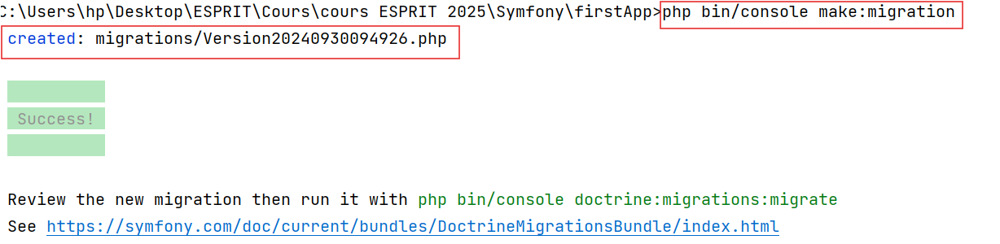 C:\Users\hp\Desktop\ESPRIT\Cours\cours ESPRIT 2025\Symfony\firstApp>php bin/console make:migration
created: migrations/Version20240930094926.php
Success!
Review the new migration then run it with php bin/console doctrine:migrations:migrate
See https://symfony.com/doc/current/bundles/DoctrineMigrationsBundle/index.html